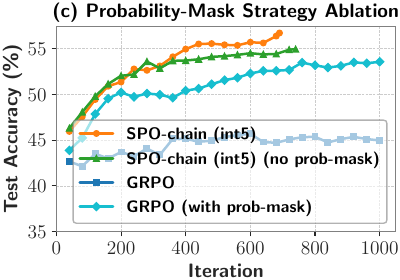 (c) Probability-Mask Strategy Ablation
Test Accuracy (%)
55
50
45
40
35
SPO-chain (int5)
SPO-chain (int5) (no prob-mask)
GRPO
GRPO (with prob-mask)
0 200 400 600 800 1000
Iteration